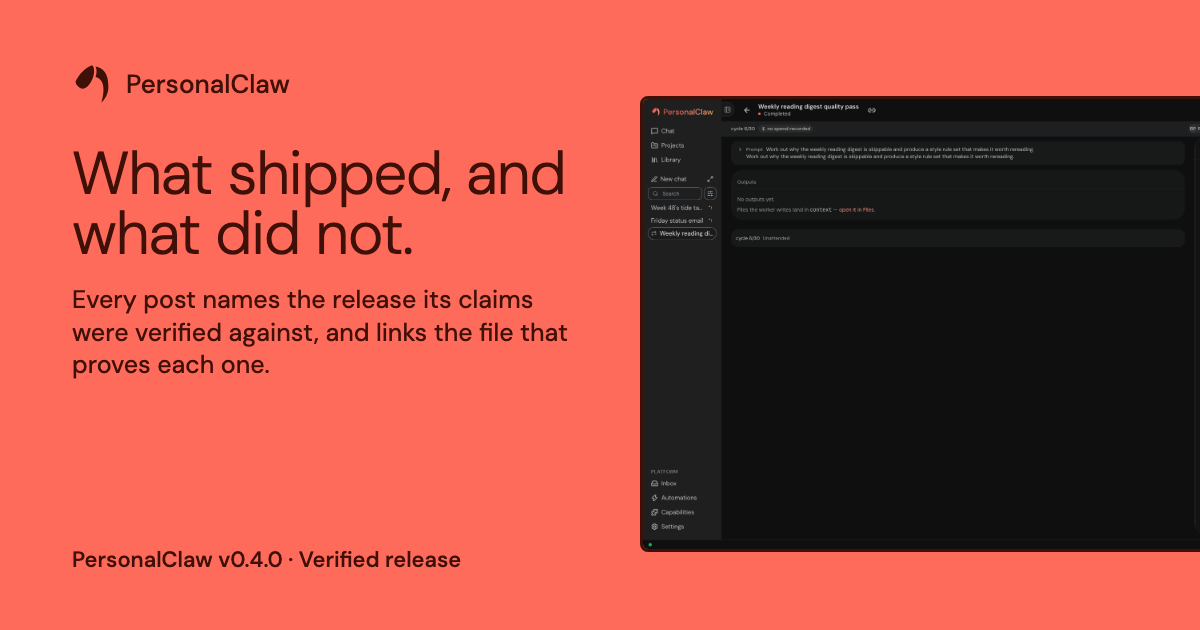 PersonalClaw
What shipped, and
what did not.
Every post names the release its claims
were verified against, and links the file that
proves each one.
PersonalClaw v0.4.0 · Verified release
PersonalClaw
Chat
Projects
Library
New chat
Search
Week 48's tide ta...
Friday status email
Weekly reading di...
PLATFORM
Inbox
Automations
Capabilities
Settings
Weekly reading digest quality pass
Completed
cycle 6/30 no spend recorded
Prompt Work out why the weekly reading digest is skippable and produce a style rule set that makes it worth rereading.
Work out why the weekly reading digest is skippable and produce a style rule set that makes it worth rereading.
Outputs
No outputs yet.
Files the worker writes land in context — open it in Files.
cycle 6/30 Unattended